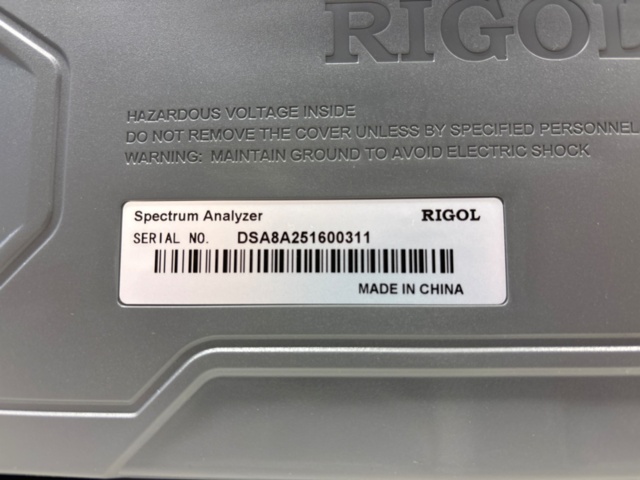 RIGOL
HAZARDOUS VOLTAGE INSIDE
DO NOT REMOVE THE COVER UNLESS BY SPECIFIED PERSONNEL
WARNING: MAINTAIN GROUND TO AVOID ELECTRIC SHOCK
Spectrum Analyzer RIGOL
SERIAL NO. DSA8A251600311
MADE IN CHINA